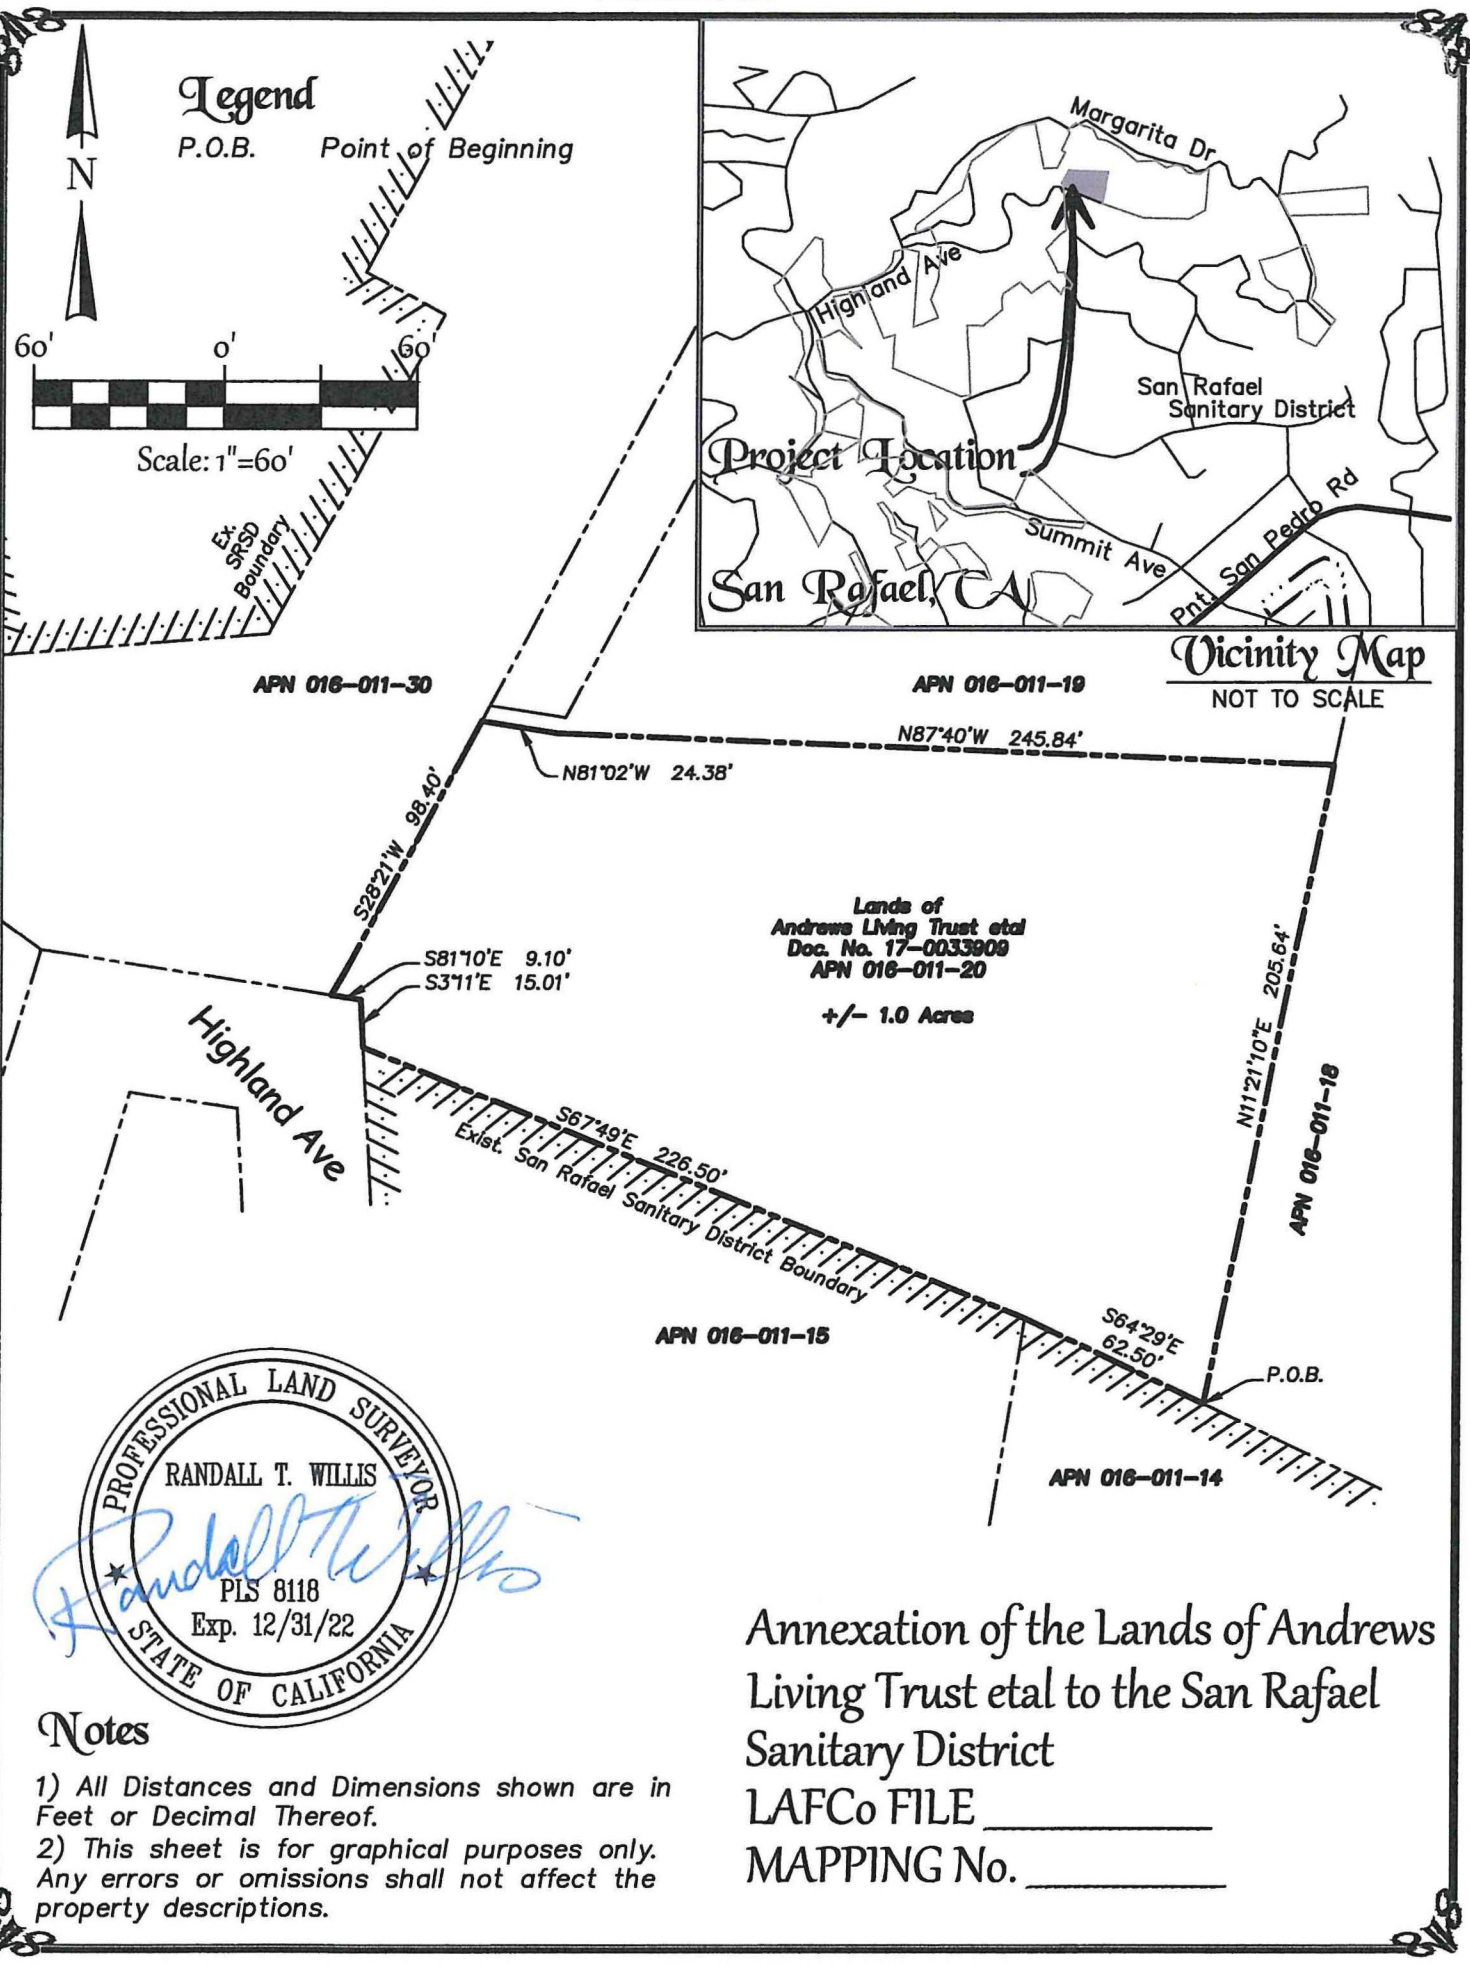 Legend
P.O.B. Point of Beginning
N
60' 0' 60'
Scale: 1"=60'
Ex.
SRSD
Boundary
Margarita Dr
Highland Ave
San Rafael
Sanitary District
Project Location
Summit Ave
Pnt. San Pedro Rd
San Rafael, CA
Vicinity Map
NOT TO SCALE
APN 016-011-30
APN 016-011-19
N87°40'W 245.84'
N81°02'W 24.38'
S28°21'W 98.40'
Lands of
Andrews Living Trust etal
Doc. No. 17-0033909
APN 016-011-20
+/- 1.0 Acres
S81°10'E 9.10'
S3°11'E 15.01'
N11°21'10"E 205.64'
APN 016-011-18
Highland Ave
S67°49'E 226.50'
Exist. San Rafael Sanitary District Boundary
S64°29'E
62.50'
P.O.B.
APN 016-011-15
APN 016-011-14
PROFESSIONAL LAND SURVEYOR
RANDALL T. WILLIS
Randall T Willis
PLS 8118
Exp. 12/31/22
STATE OF CALIFORNIA
Notes
1) All Distances and Dimensions shown are in
Feet or Decimal Thereof.
2) This sheet is for graphical purposes only.
Any errors or omissions shall not affect the
property descriptions.
Annexation of the Lands of Andrews
Living Trust etal to the San Rafael
Sanitary District
LAFCo FILE
MAPPING No.